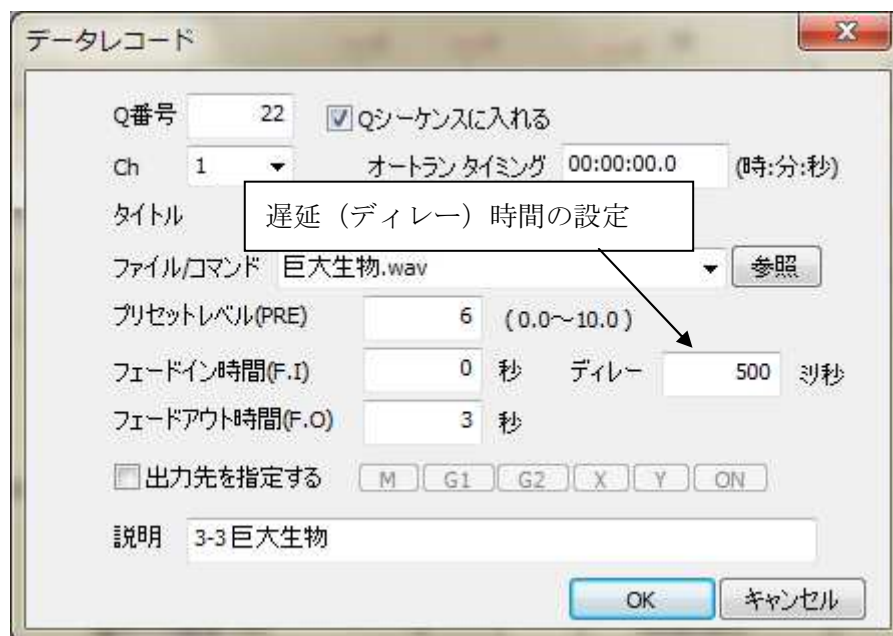 データレコード
Q番号 22 Qシーケンスに入れる
Ch 1 オートラン タイミング 00:00:00.0 (時:分:秒)
タイトル
遅延（ディレー）時間の設定
ファイル/コマンド 巨大生物.wav 参照
プリセットレベル(PRE) 6 (0.0～10.0)
フェードイン時間(F.I) 0 秒 ディレー 500 ミリ秒
フェードアウト時間(F.O) 3 秒
出力先を指定する M G1 G2 X Y ON
説明 3-3巨大生物
OK キャンセル